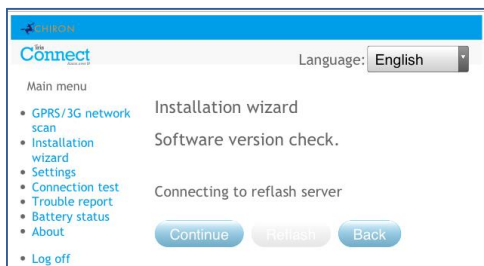 CHIRON
Connect
Language: English
Main menu
GPRS/3G network
scan
Installation
wizard
Settings
Connection test
Trouble report
Battery status
About
Log off
Installation wizard
Software version check.
Connecting to reflash server
Continue Reflash Back